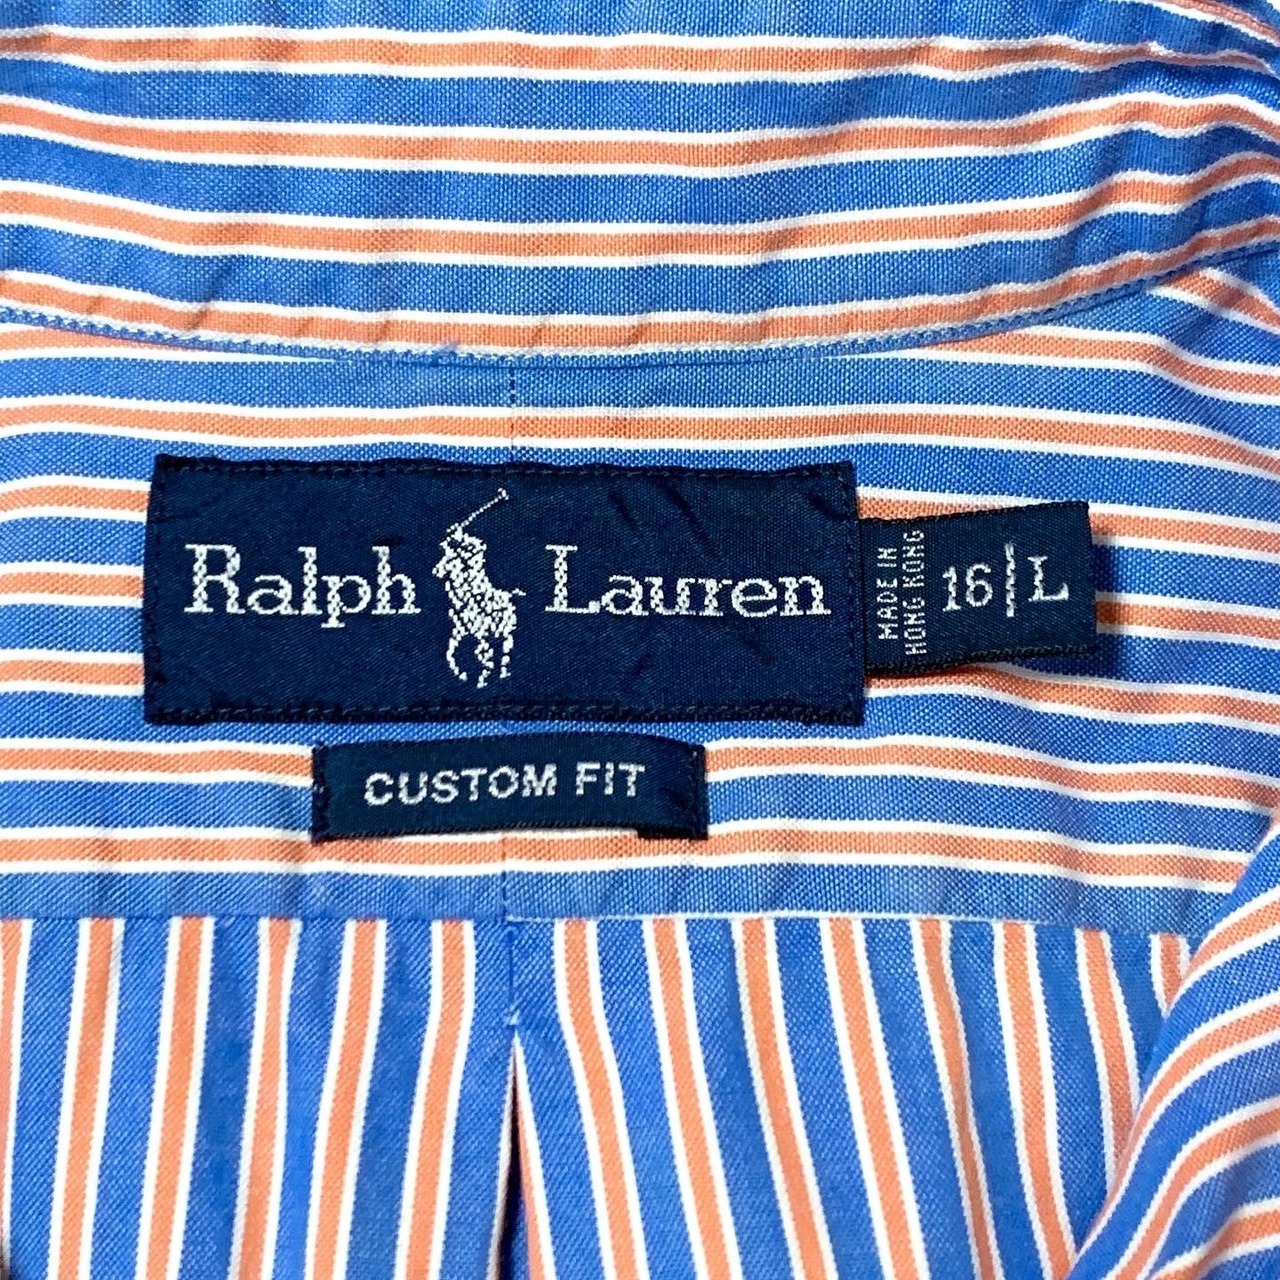 Ralph Lauren
MADE IN
HONG KONG
16|L
CUSTOM FIT